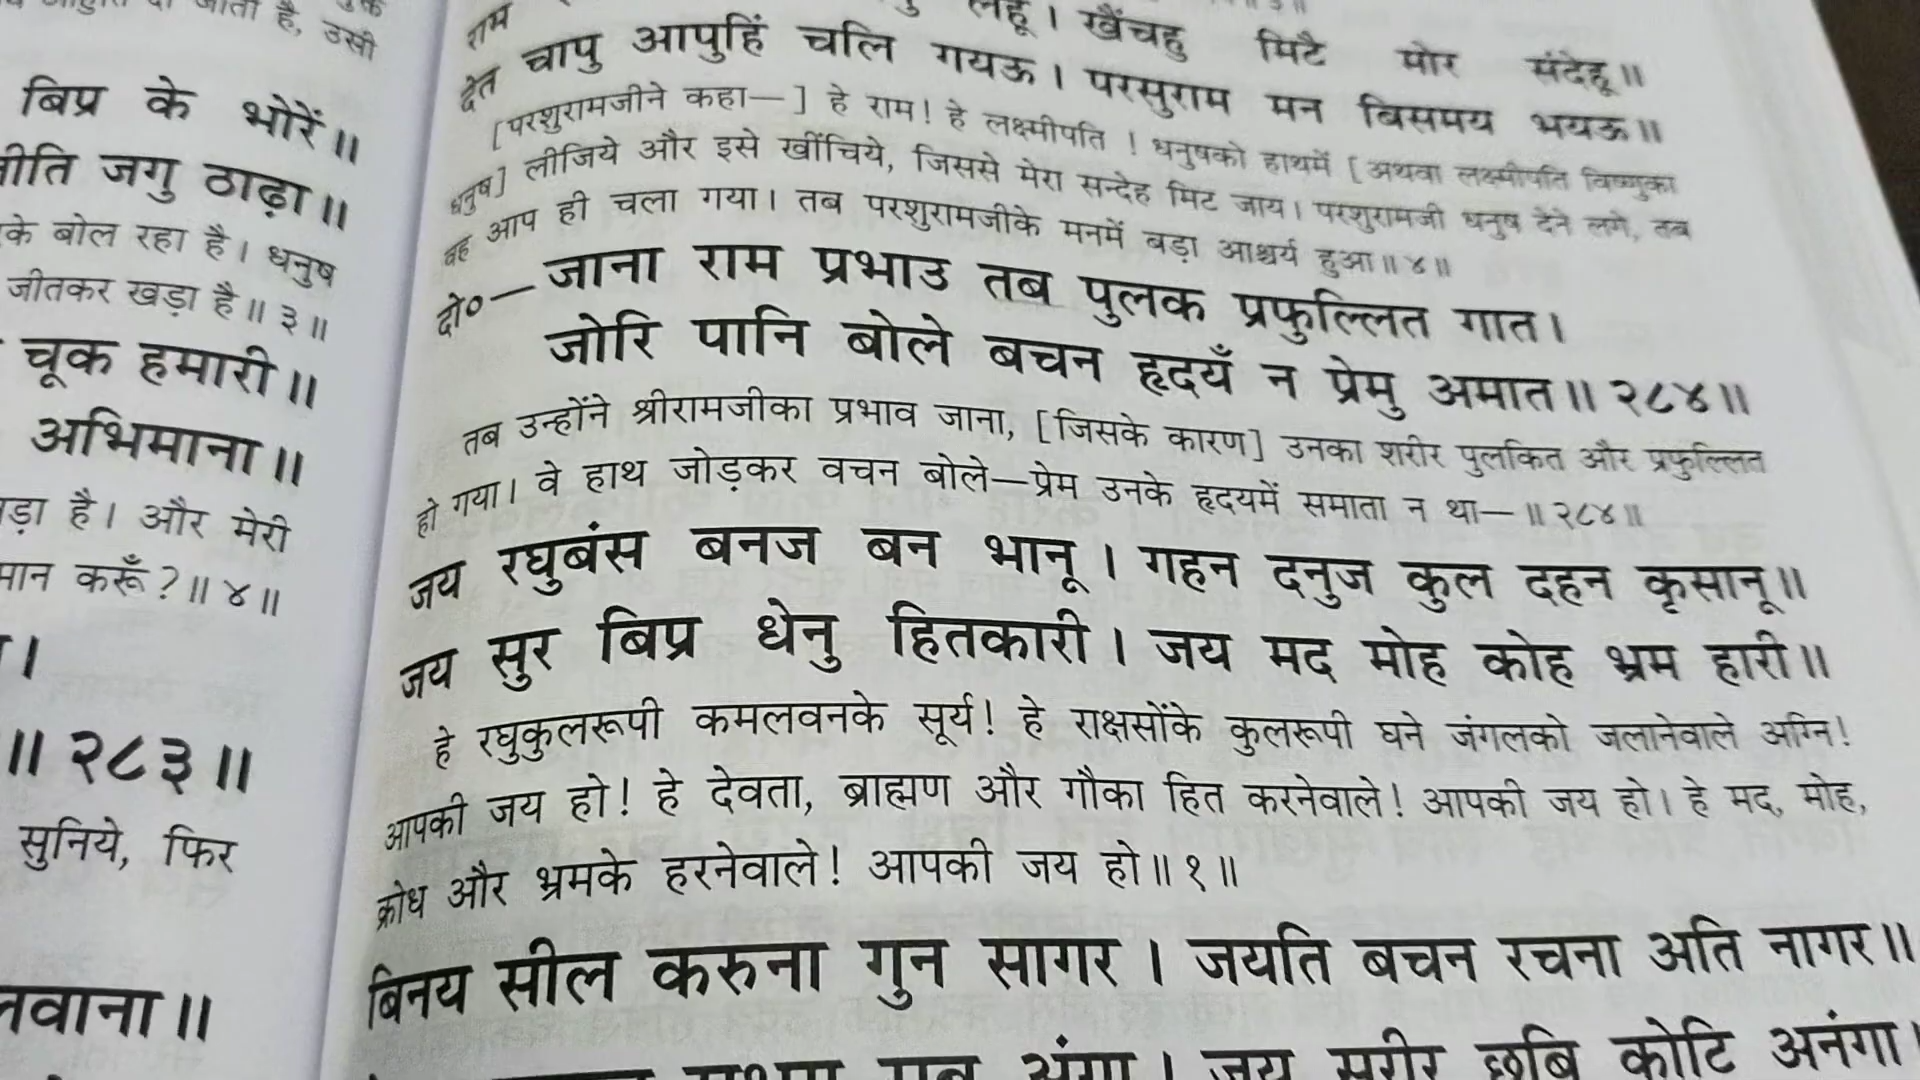 उसी
बिप्र के भोरें॥
जगु ठाढ़ा॥
के बोल रहा है। धनुष
जीतकर खड़ा है॥ ३॥
चूक हमारी॥
अभिमाना॥
है। और मेरी
करूँ?॥ ४॥
॥ २८३॥
सुनिये, फिर
राम लेहू। खैंचहु मिटै मोर संदेहू॥
देत चापु आपुहिं चलि गयऊ। परसुराम मन बिसमय भयऊ॥
[परशुरामजीने कहा—] हे राम! हे लक्ष्मीपति ! धनुषको हाथमें [अथवा लक्ष्मीपति विष्णुका
धनुष] लीजिये और इसे खींचिये, जिससे मेरा सन्देह मिट जाय। परशुरामजी धनुष देने लगे, तब
वह आप ही चला गया। तब परशुरामजीके मनमें बड़ा आश्चर्य हुआ॥ ४॥
दो०—जाना राम प्रभाउ तब पुलक प्रफुल्लित गात।
जोरि पानि बोले बचन हृदयँ न प्रेमु अमात॥ २८४॥
तब उन्होंने श्रीरामजीका प्रभाव जाना, [जिसके कारण] उनका शरीर पुलकित और प्रफुल्लित
हो गया। वे हाथ जोड़कर वचन बोले—प्रेम उनके हृदयमें समाता न था—॥ २८४॥
जय रघुबंस बनज बन भानू। गहन दनुज कुल दहन कृसानू॥
जय सुर बिप्र धेनु हितकारी। जय मद मोह कोह भ्रम हारी॥
हे रघुकुलरूपी कमलवनके सूर्य! हे राक्षसोंके कुलरूपी घने जंगलको जलानेवाले अग्नि!
आपकी जय हो! हे देवता, ब्राह्मण और गौका हित करनेवाले! आपकी जय हो। हे मद, मोह,
क्रोध और भ्रमके हरनेवाले! आपकी जय हो॥ १॥
बिनय सील करुना गुन सागर। जयति बचन रचना अति नागर॥
अंगा। जय सरीर छबि कोटि अनंगा।